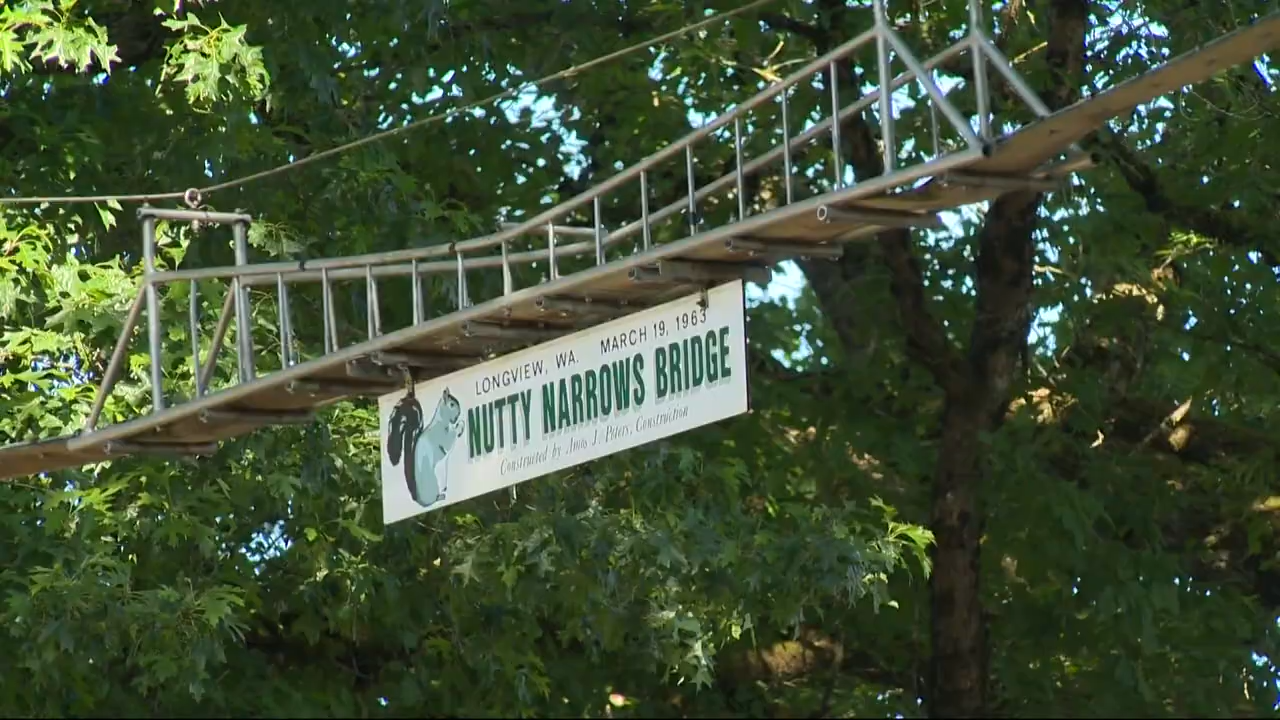 LONGVIEW, WA. MARCH 19, 1963
NUTTY NARROWS BRIDGE
Constructed by Amos J. Peters, Construction